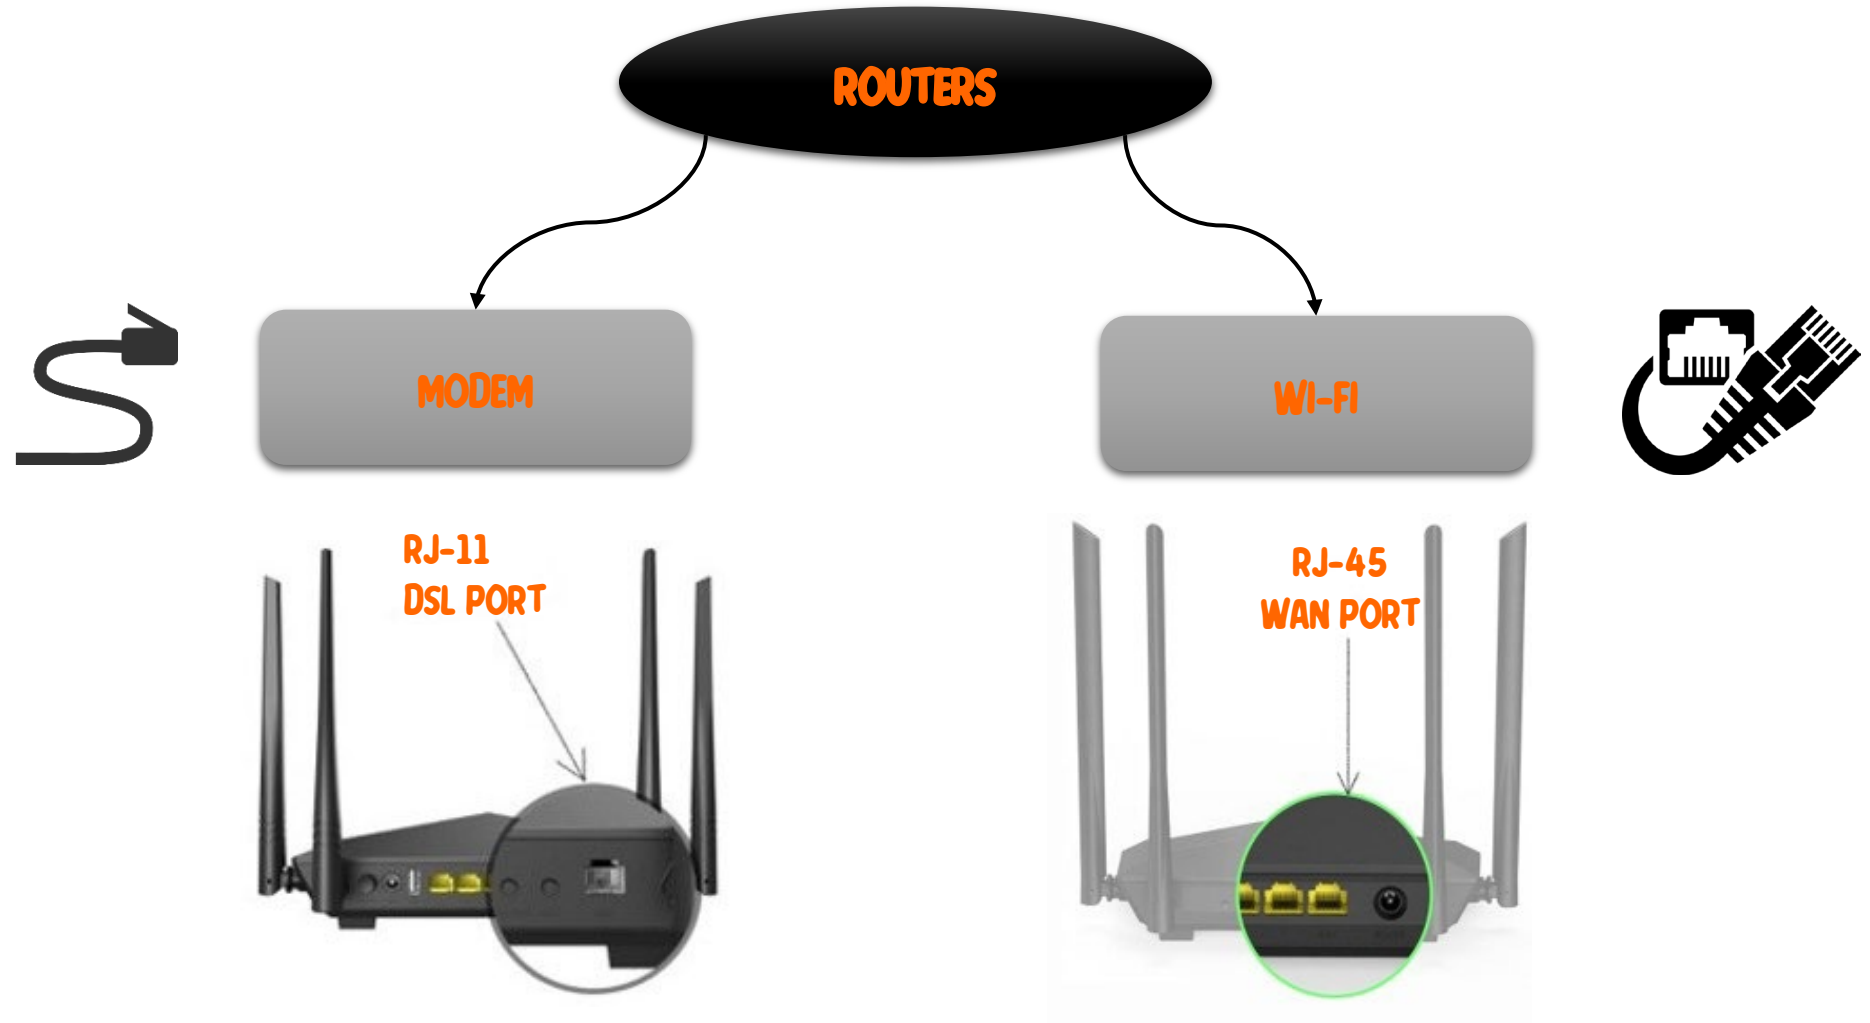 ROUTERS
MODEM
WI-FI
RJ-11
DSL PORT
RJ-45
WAN PORT